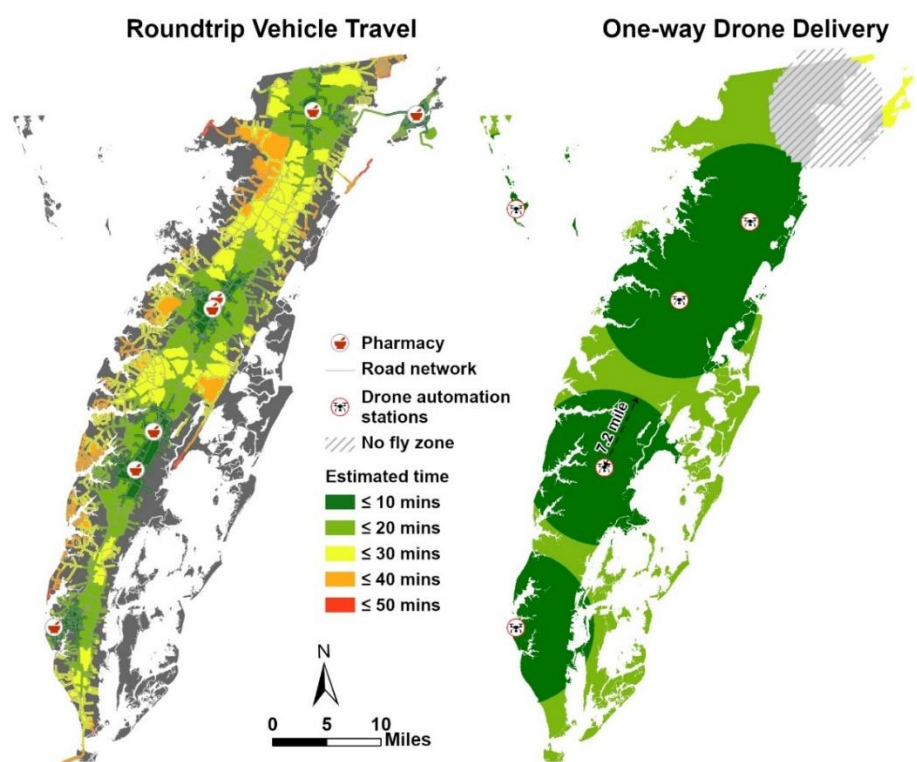 Roundtrip Vehicle Travel
One-way Drone Delivery
7.2 mile
Pharmacy
Road network
Drone automation
stations
No fly zone
Estimated time
≤ 10 mins
≤ 20 mins
≤ 30 mins
≤ 40 mins
≤ 50 mins
N
0 5 10
Miles